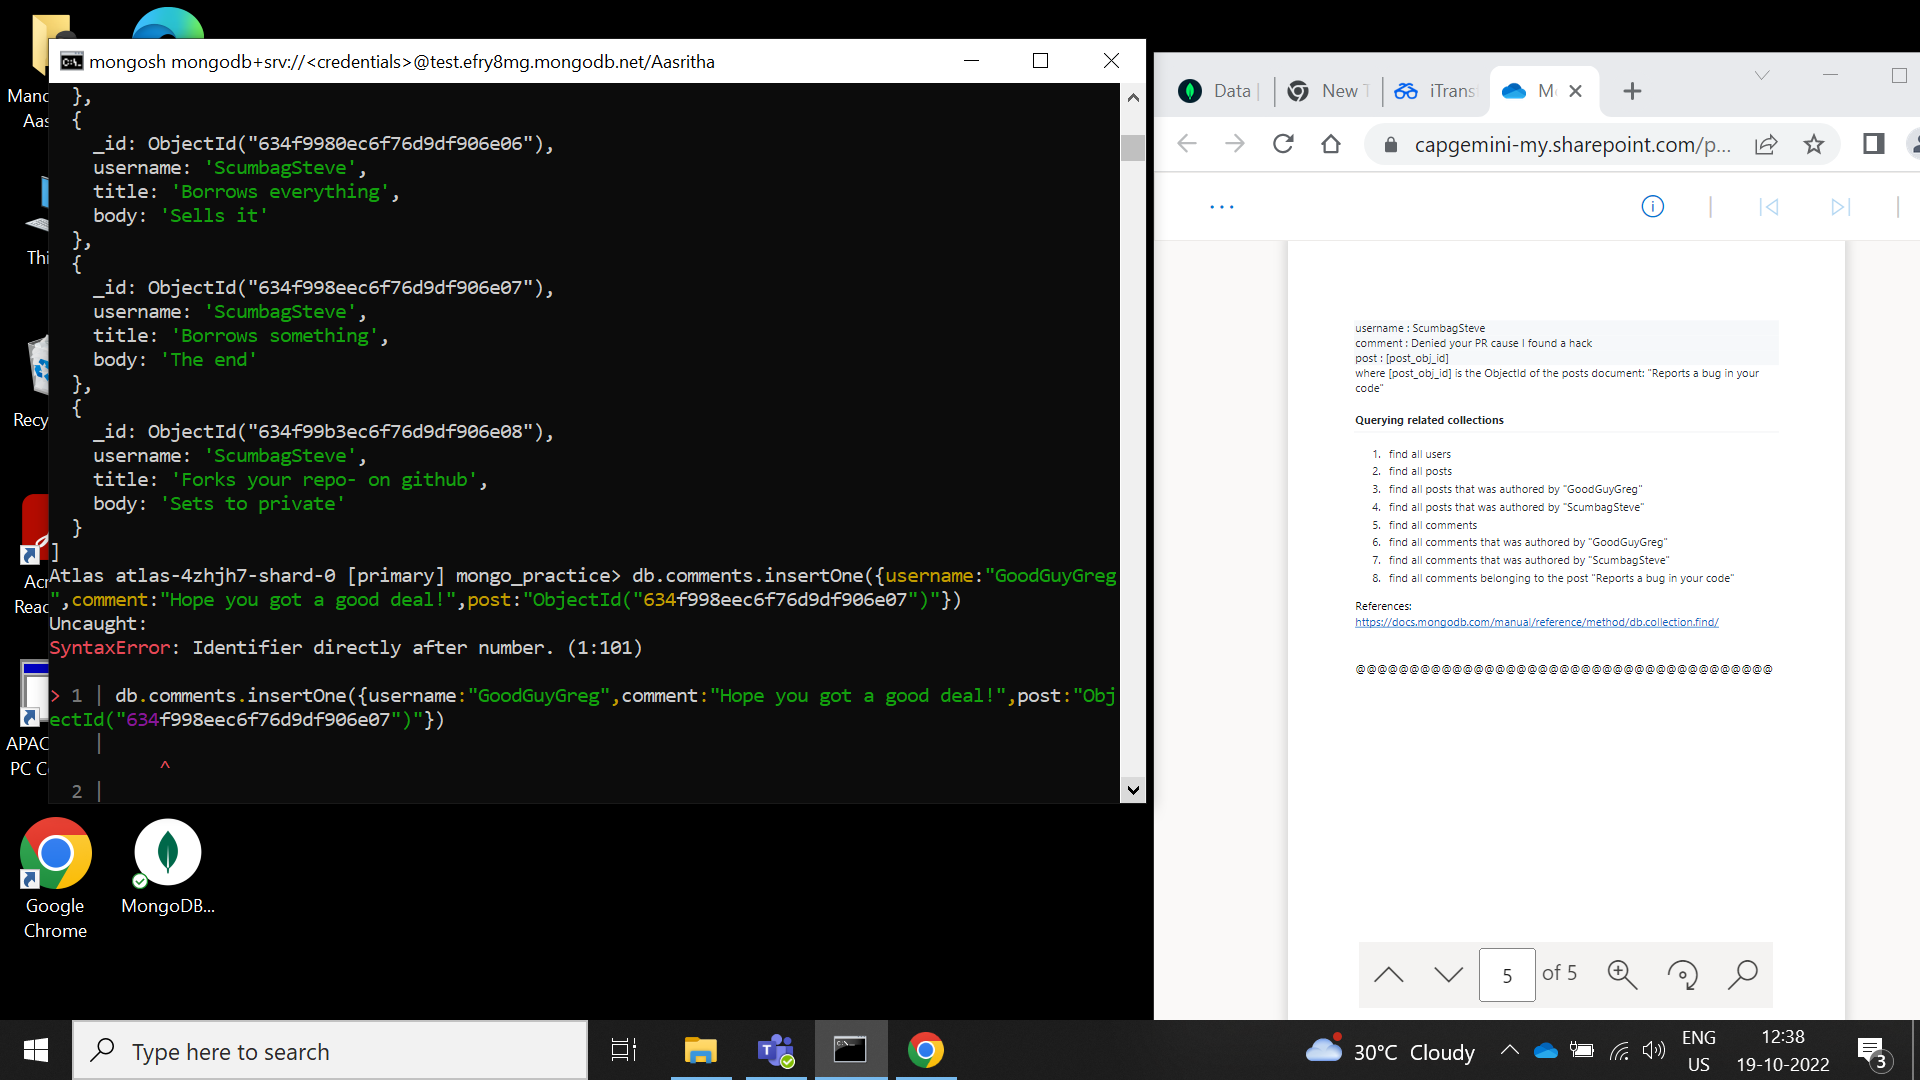 Mand
Aas
Thi
Recy
Acr
Read
APAC
PC C
Google
Chrome
MongoDB...
mongosh mongodb+srv://<credentials>@test.efry8mg.mongodb.net/Aasritha
},
{
_id: ObjectId("634f9980ec6f76d9df906e06"),
username: 'ScumbagSteve',
title: 'Borrows everything',
body: 'Sells it'
},
{
_id: ObjectId("634f998eec6f76d9df906e07"),
username: 'ScumbagSteve',
title: 'Borrows something',
body: 'The end'
},
{
_id: ObjectId("634f99b3ec6f76d9df906e08"),
username: 'ScumbagSteve',
title: 'Forks your repo- on github',
body: 'Sets to private'
}
]
Atlas atlas-4zhjh7-shard-0 [primary] mongo_practice> db.comments.insertOne({username:"GoodGuyGreg
",comment:"Hope you got a good deal!",post:"ObjectId("634f998eec6f76d9df906e07")"})
Uncaught:
SyntaxError: Identifier directly after number. (1:101)
> 1 | db.comments.insertOne({username:"GoodGuyGreg",comment:"Hope you got a good deal!",post:"Obj
ectId("634f998eec6f76d9df906e07")"})
|
^
2 |
Data
New T
iTrans
Mo
capgemini-my.sharepoint.com/p...
username : ScumbagSteve
comment : Denied your PR cause I found a hack
post : [post_obj_id]
where [post_obj_id] is the ObjectId of the posts document: "Reports a bug in your
code"
Querying related collections
1. find all users
2. find all posts
3. find all posts that was authored by "GoodGuyGreg"
4. find all posts that was authored by "ScumbagSteve"
5. find all comments
6. find all comments that was authored by "GoodGuyGreg"
7. find all comments that was authored by "ScumbagSteve"
8. find all comments belonging to the post "Reports a bug in your code"
References:
https://docs.mongodb.com/manual/reference/method/db.collection.find/
@@@@@@@@@@@@@@@@@@@@@@@@@@@@@@@@@@@@@
5 of 5
Type here to search
30°C Cloudy
ENG
US
12:38
19-10-2022
3